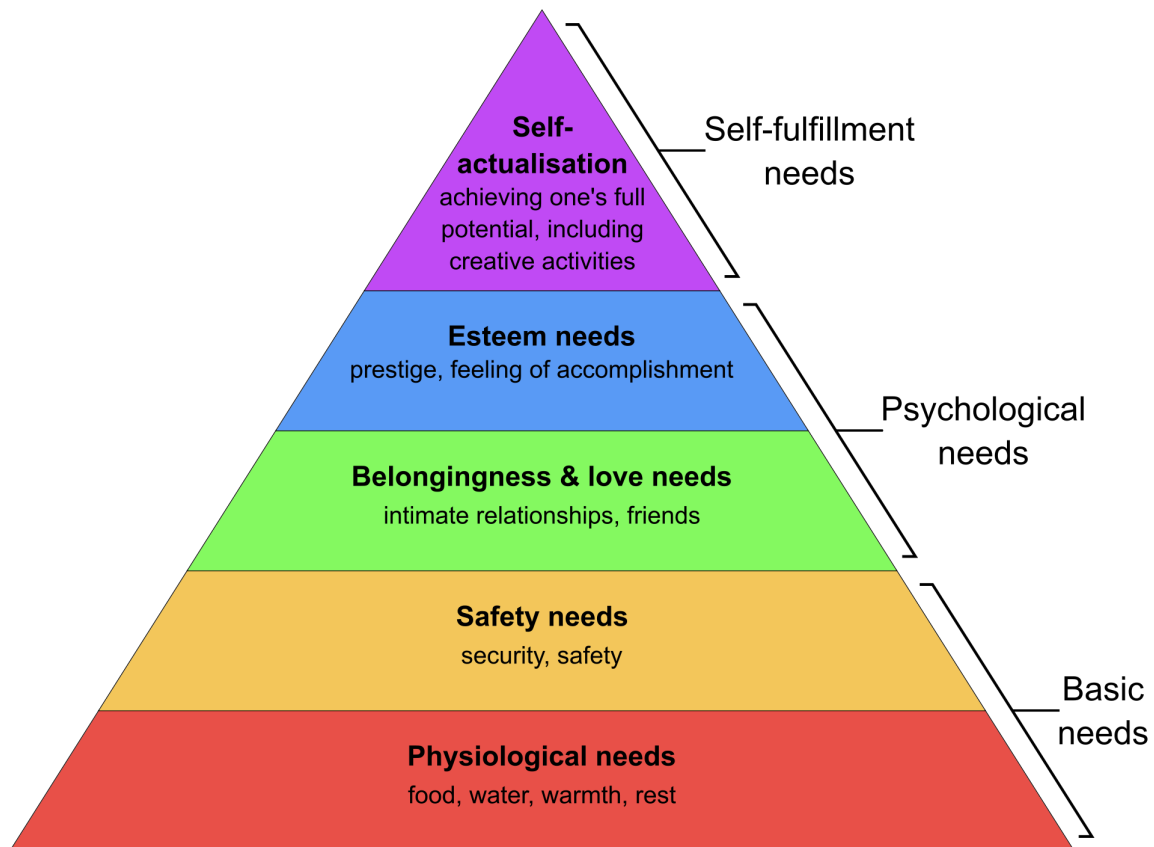 Self-
actualisation
achieving one's full
potential, including
creative activities
Self-fulfillment
needs
Esteem needs
prestige, feeling of accomplishment
Psychological
needs
Belongingness & love needs
intimate relationships, friends
Safety needs
security, safety
Basic
needs
Physiological needs
food, water, warmth, rest